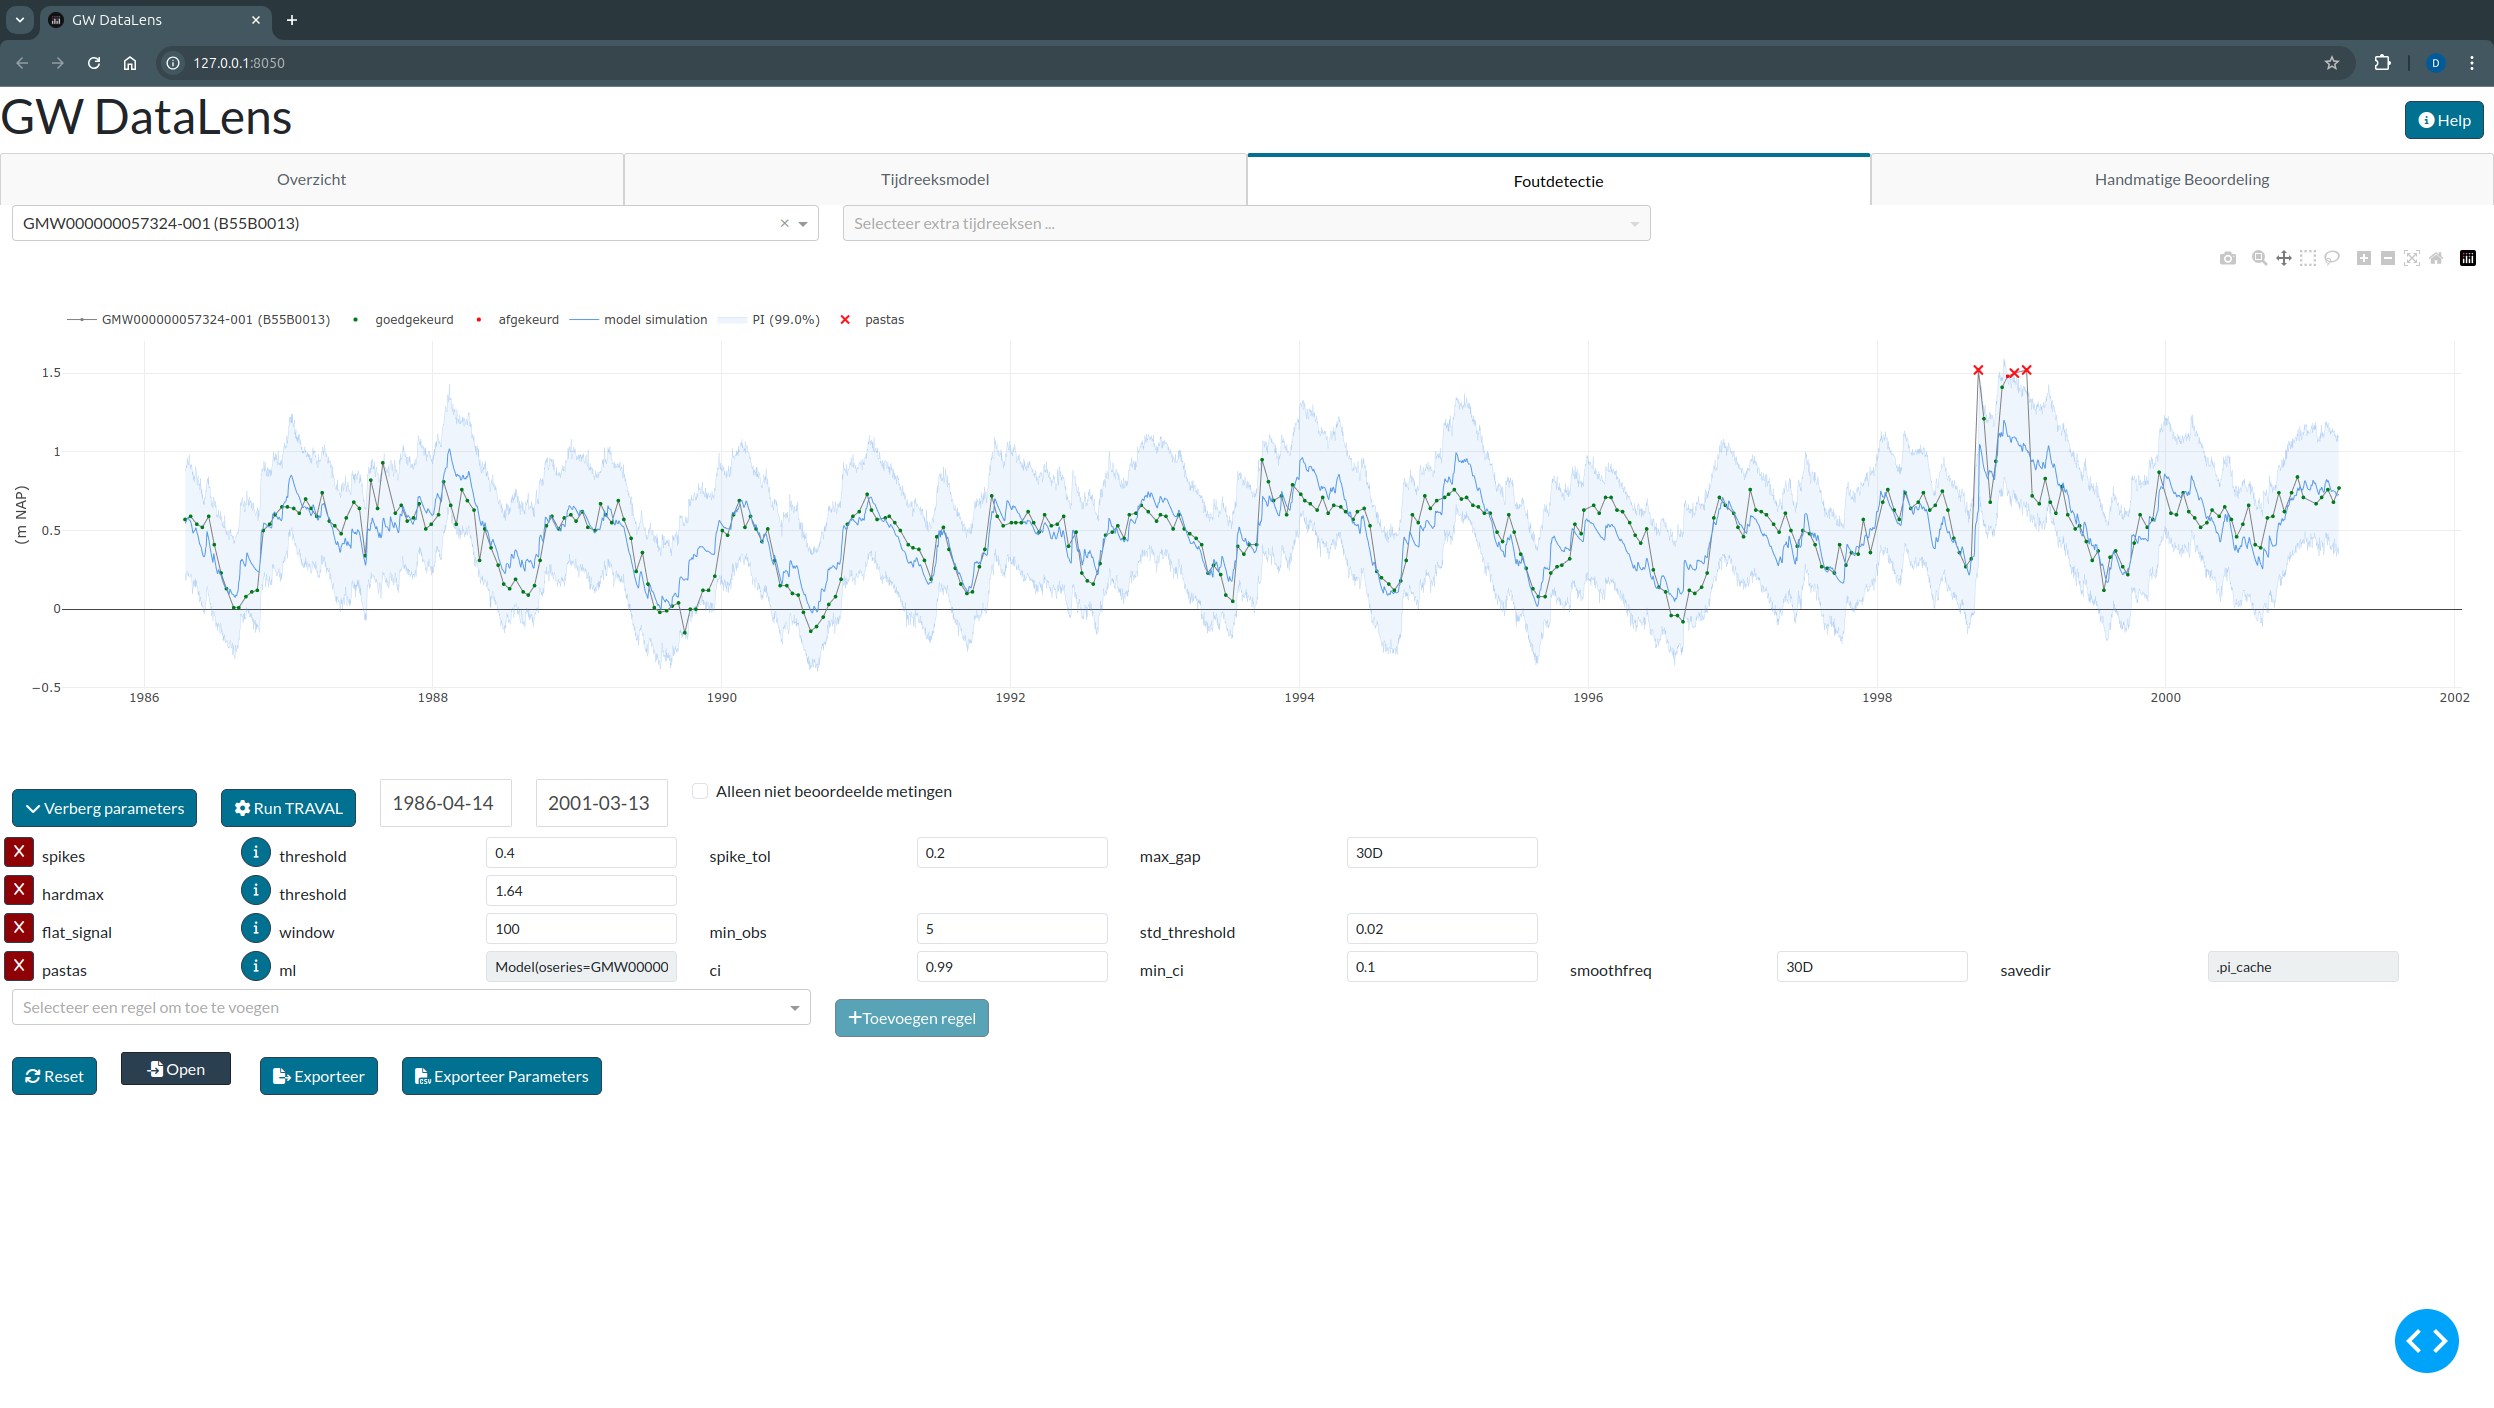 GW DataLens
127.0.0.1:8050
D
GW DataLens
Help
Overzicht
Tijdreeksmodel
Foutdetectie
Handmatige Beoordeling
GMW000000057324-001 (B55B0013)
Selecteer extra tijdreeksen ...
GMW000000057324-001 (B55B0013) goedgekeurd afgekeurd model simulation PI (99.0%) pastas
1.5
1
0.5
0
−0.5
(m NAP)
1986 1988 1990 1992 1994 1996 1998 2000 2002
Verberg parameters
Run TRAVAL
1986-04-14
2001-03-13
Alleen niet beoordeelde metingen
X spikes i threshold 0.4 spike_tol 0.2 max_gap 30D
X hardmax i threshold 1.64
X flat_signal i window 100 min_obs 5 std_threshold 0.02
X pastas i ml Model(oseries=GMW00000 ci 0.99 min_ci 0.1 smoothfreq 30D savedir .pi_cache
Selecteer een regel om toe te voegen
+Toevoegen regel
Reset
Open
Exporteer
CSV Exporteer Parameters